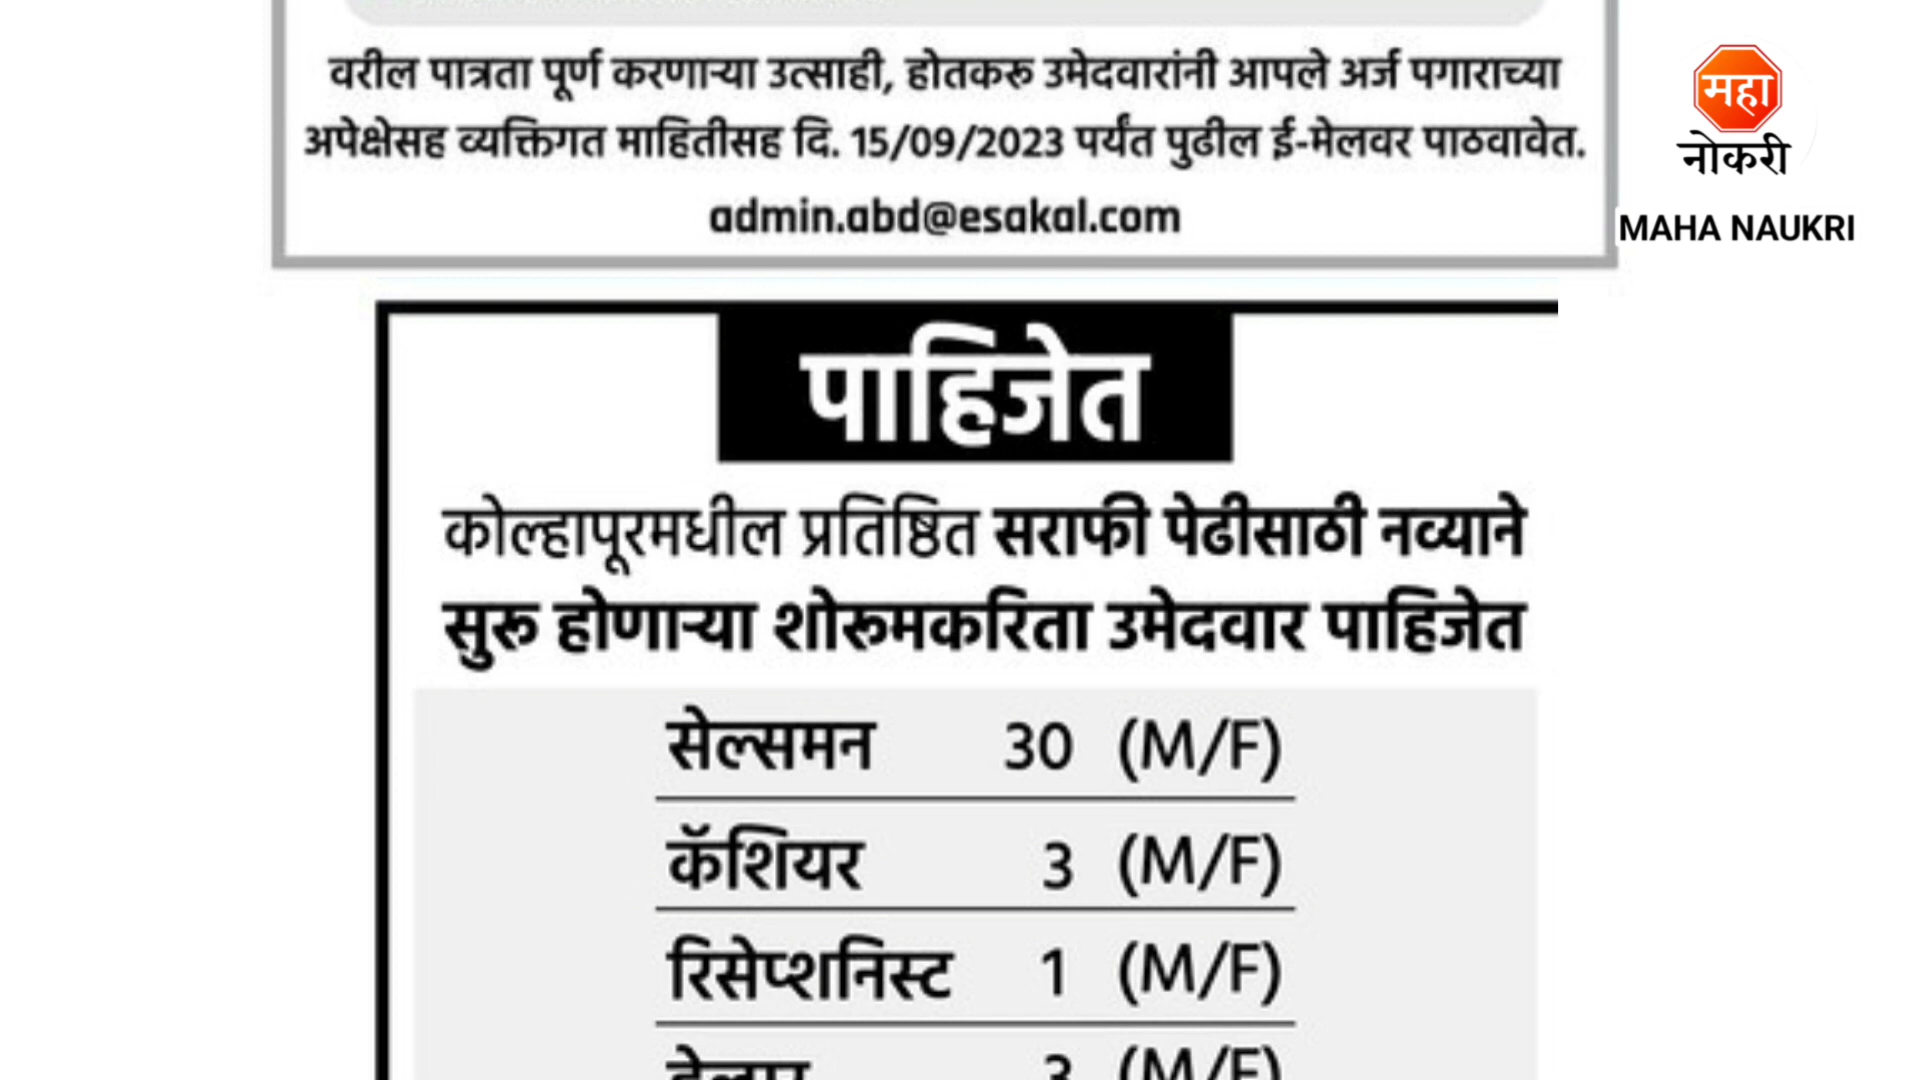 वरील पात्रता पूर्ण करणाऱ्या उत्साही, होतकरू उमेदवारांनी आपले अर्ज पगाराच्या
अपेक्षेसह व्यक्तिगत माहितीसह दि. 15/09/2023 पर्यंत पुढील ई-मेलवर पाठवावेत.
admin.abd@esakal.com
महा
नोकरी
MAHA NAUKRI
पाहिजेत
कोल्हापूरमधील प्रतिष्ठित सराफी पेढीसाठी नव्याने
सुरू होणाऱ्या शोरूमकरिता उमेदवार पाहिजेत
सेल्समन 30 (M/F)
कॅशियर 3 (M/F)
रिसेप्शनिस्ट 1 (M/F)
3 (M/F)